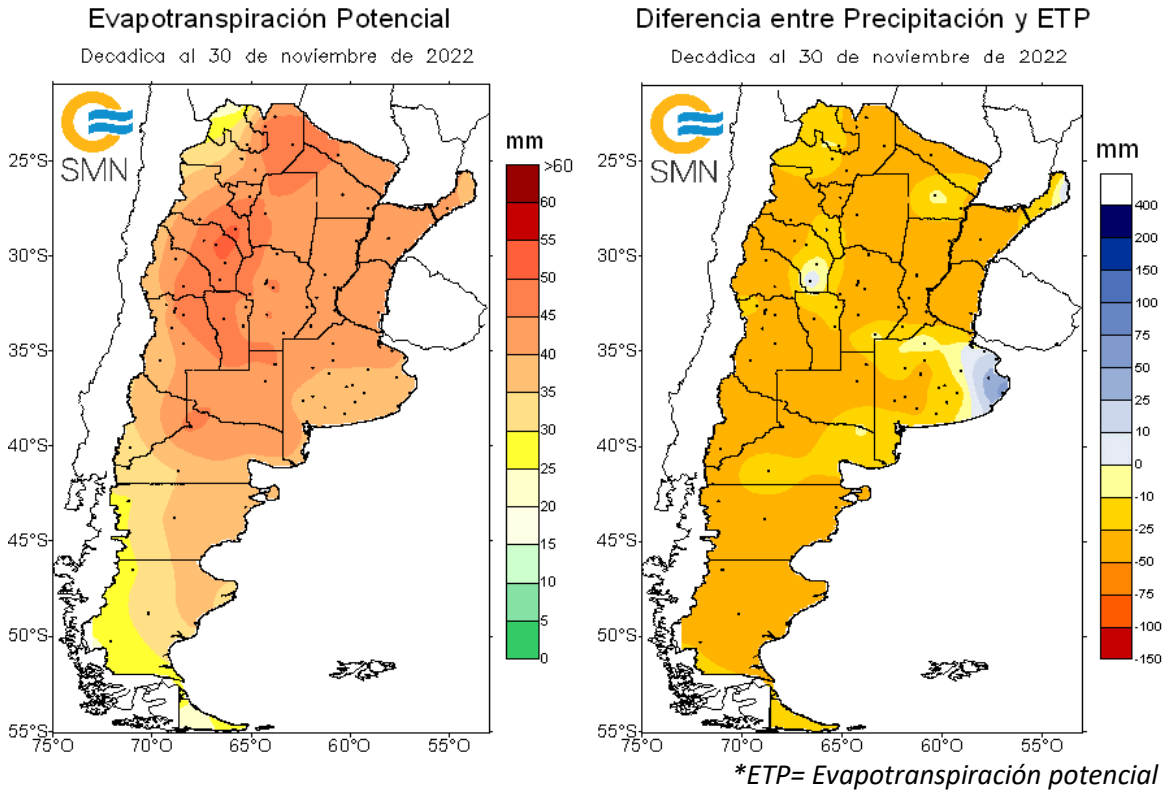 Evapotranspiración Potencial
Decádica al 30 de noviembre de 2022
SMN
mm
>60
60
55
50
45
40
35
30
25
20
15
10
5
0
25°S
30°S
35°S
40°S
45°S
50°S
55°S
75°O
70°O
65°O
60°O
55°O
Diferencia entre Precipitación y ETP
Decádica al 30 de noviembre de 2022
SMN
mm
400
200
150
100
75
50
25
10
0
-10
-25
-50
-75
-100
-150
25°S
30°S
35°S
40°S
45°S
50°S
55°S
75°O
70°O
65°O
60°O
55°O
*ETP= Evapotranspiración potencial